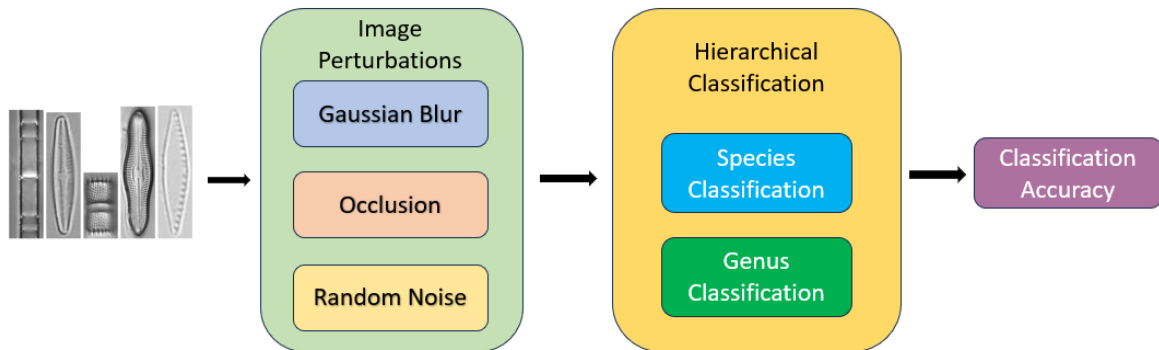 Image
Perturbations
Gaussian Blur
Occlusion
Random Noise
Hierarchical
Classification
Species
Classification
Genus
Classification
Classification
Accuracy